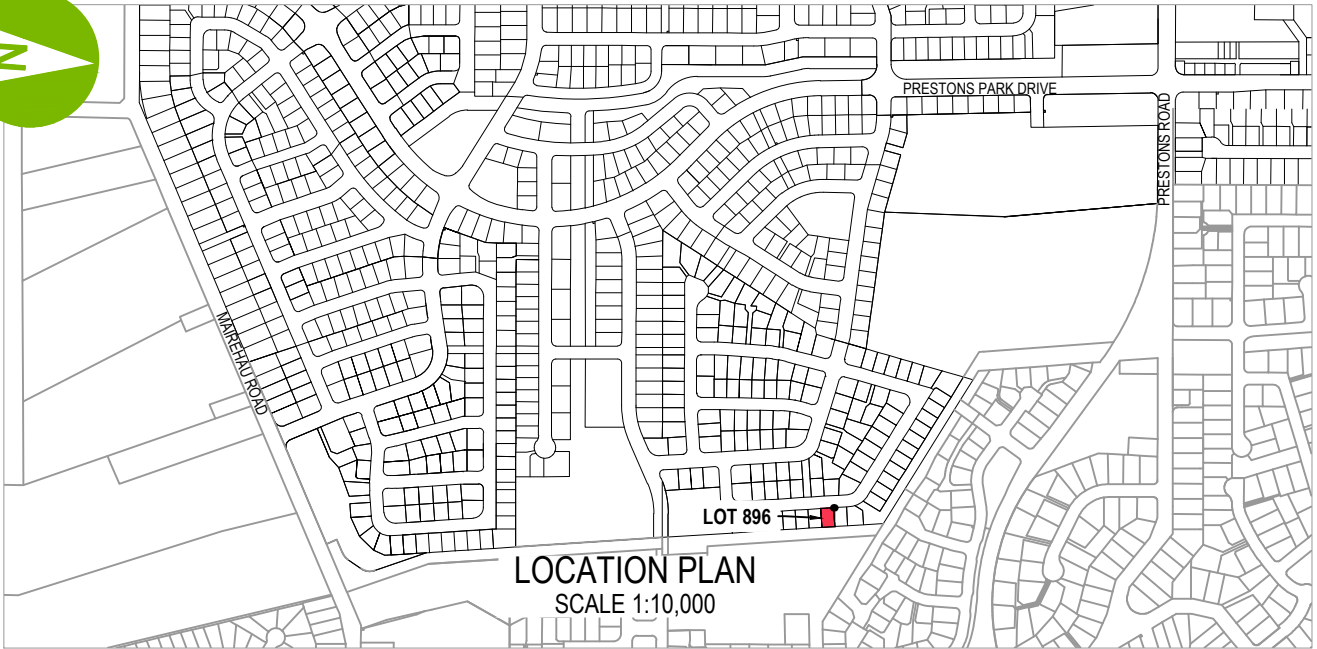 N
PRESTONS PARK DRIVE
PRESTONS ROAD
MAIREHAU ROAD
LOT 896
LOCATION PLAN
SCALE 1:10,000